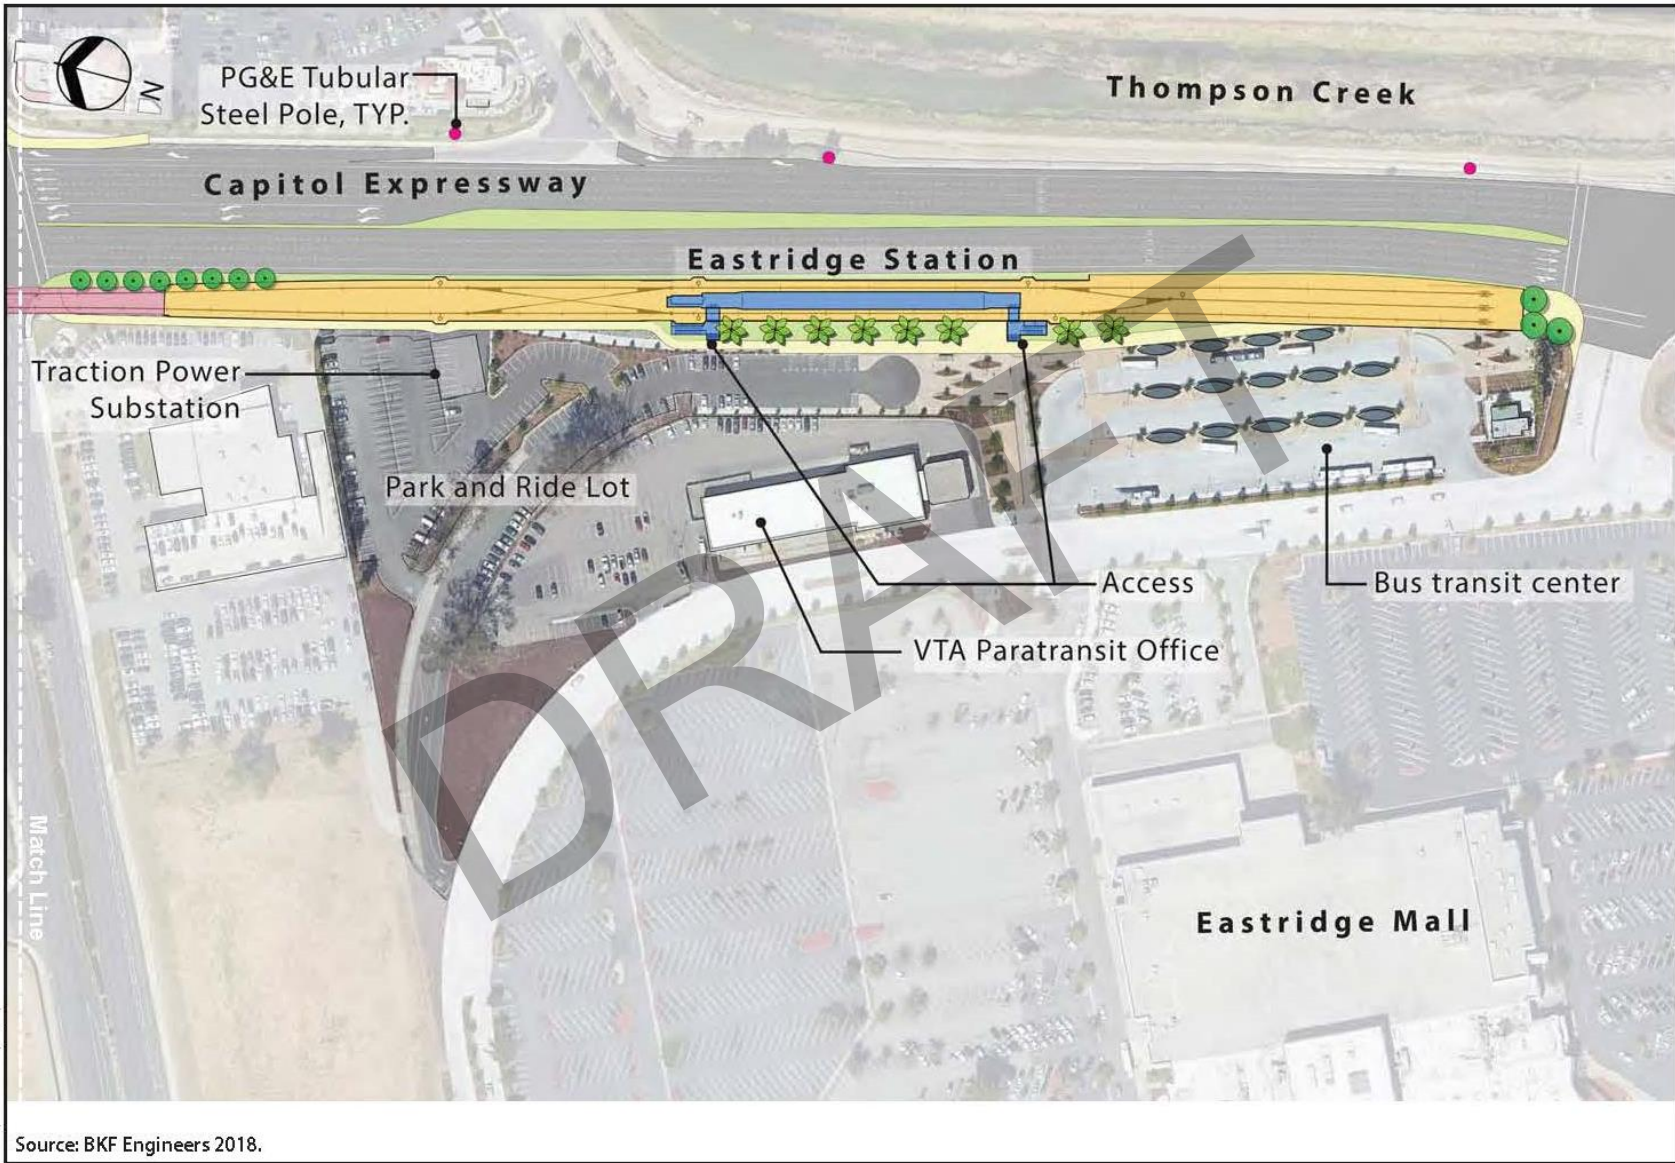 N
PG&E Tubular
Steel Pole, TYP.
Thompson Creek
Capitol Expressway
Eastridge Station
Traction Power
Substation
Park and Ride Lot
Access
Bus transit center
VTA Paratransit Office
Match Line
Eastridge Mall
DRAFT
Source: BKF Engineers 2018.